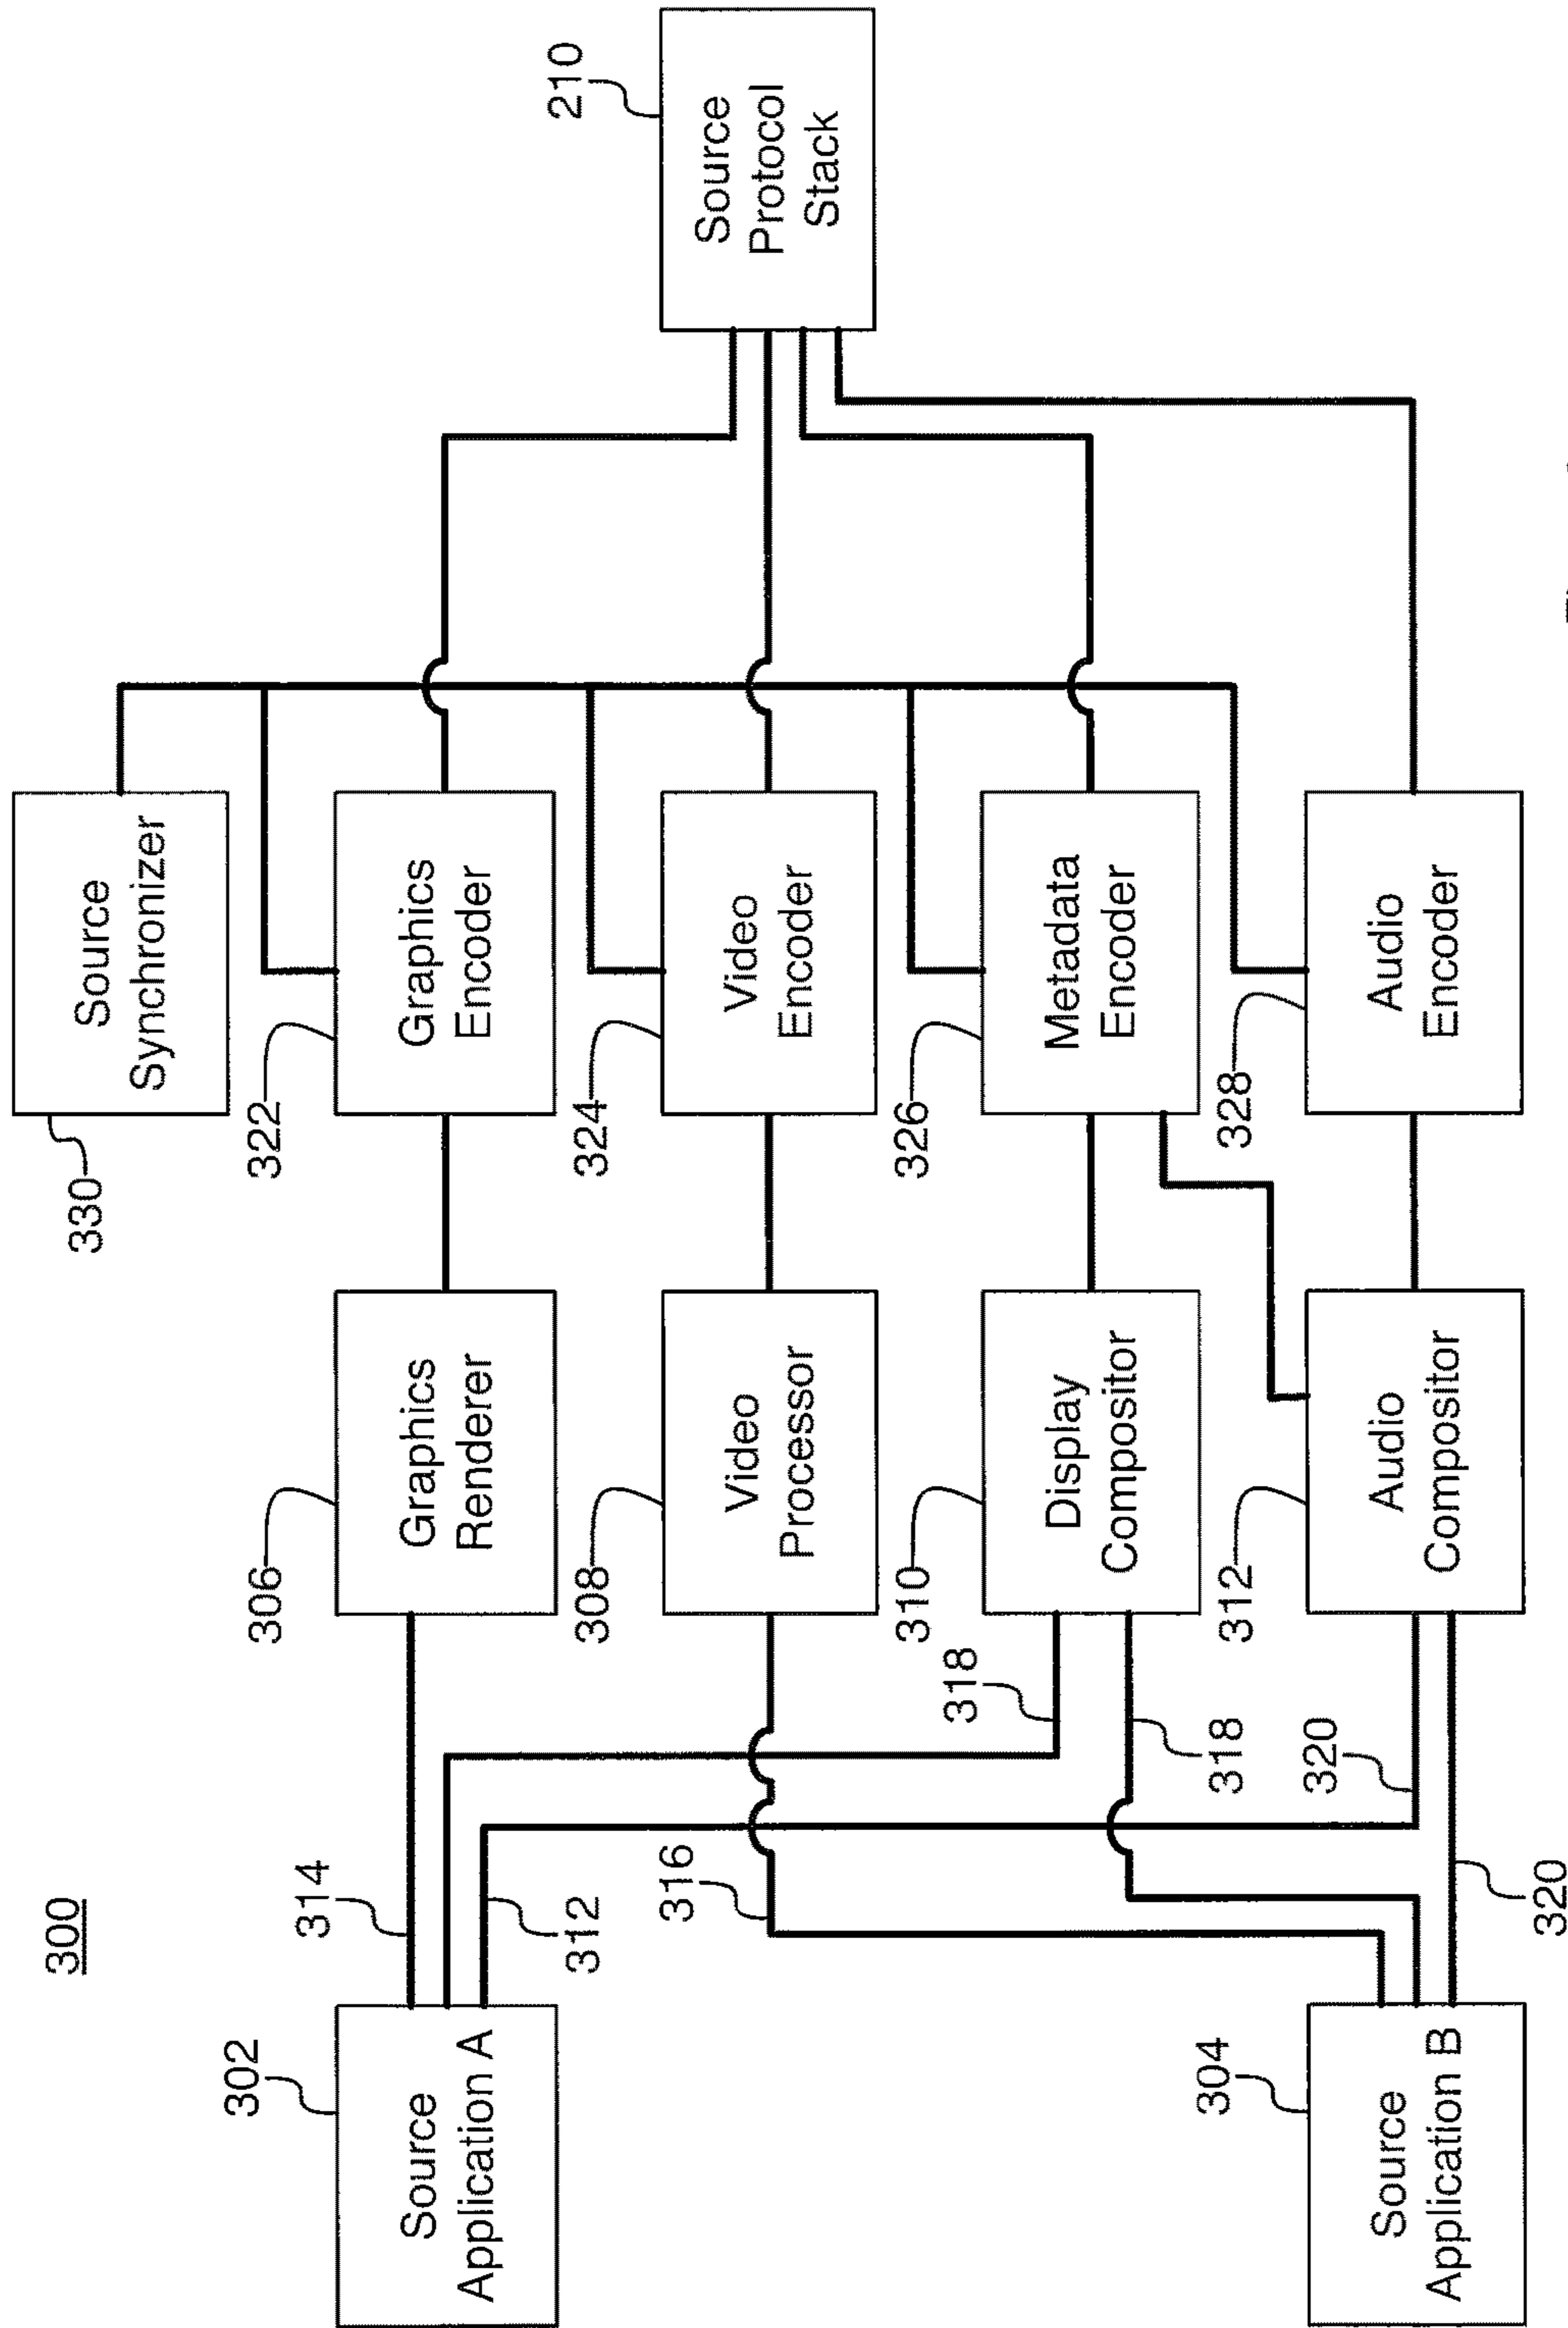 300
302
Source
Application A
304
Source
Application B
314
312
316
318
318
320
320
306
Graphics
Renderer
308
Video
Processor
310
Display
Compositor
312
Audio
Compositor
330
Source
Synchronizer
322
Graphics
Encoder
324
Video
Encoder
326
Metadata
Encoder
328
Audio
Encoder
210
Source
Protocol
Stack